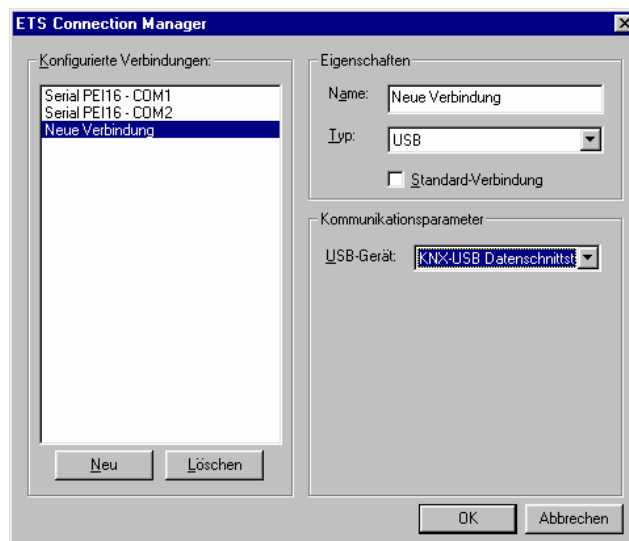 ETS Connection Manager
Konfigurierte Verbindungen:
Serial PEI16 - COM1
Serial PEI16 - COM2
Neue Verbindung
Neu
Löschen
Eigenschaften
Name: Neue Verbindung
Typ: USB
Standard-Verbindung
Kommunikationsparameter
USB-Gerät: KNX-USB Datenschnittst
OK
Abbrechen